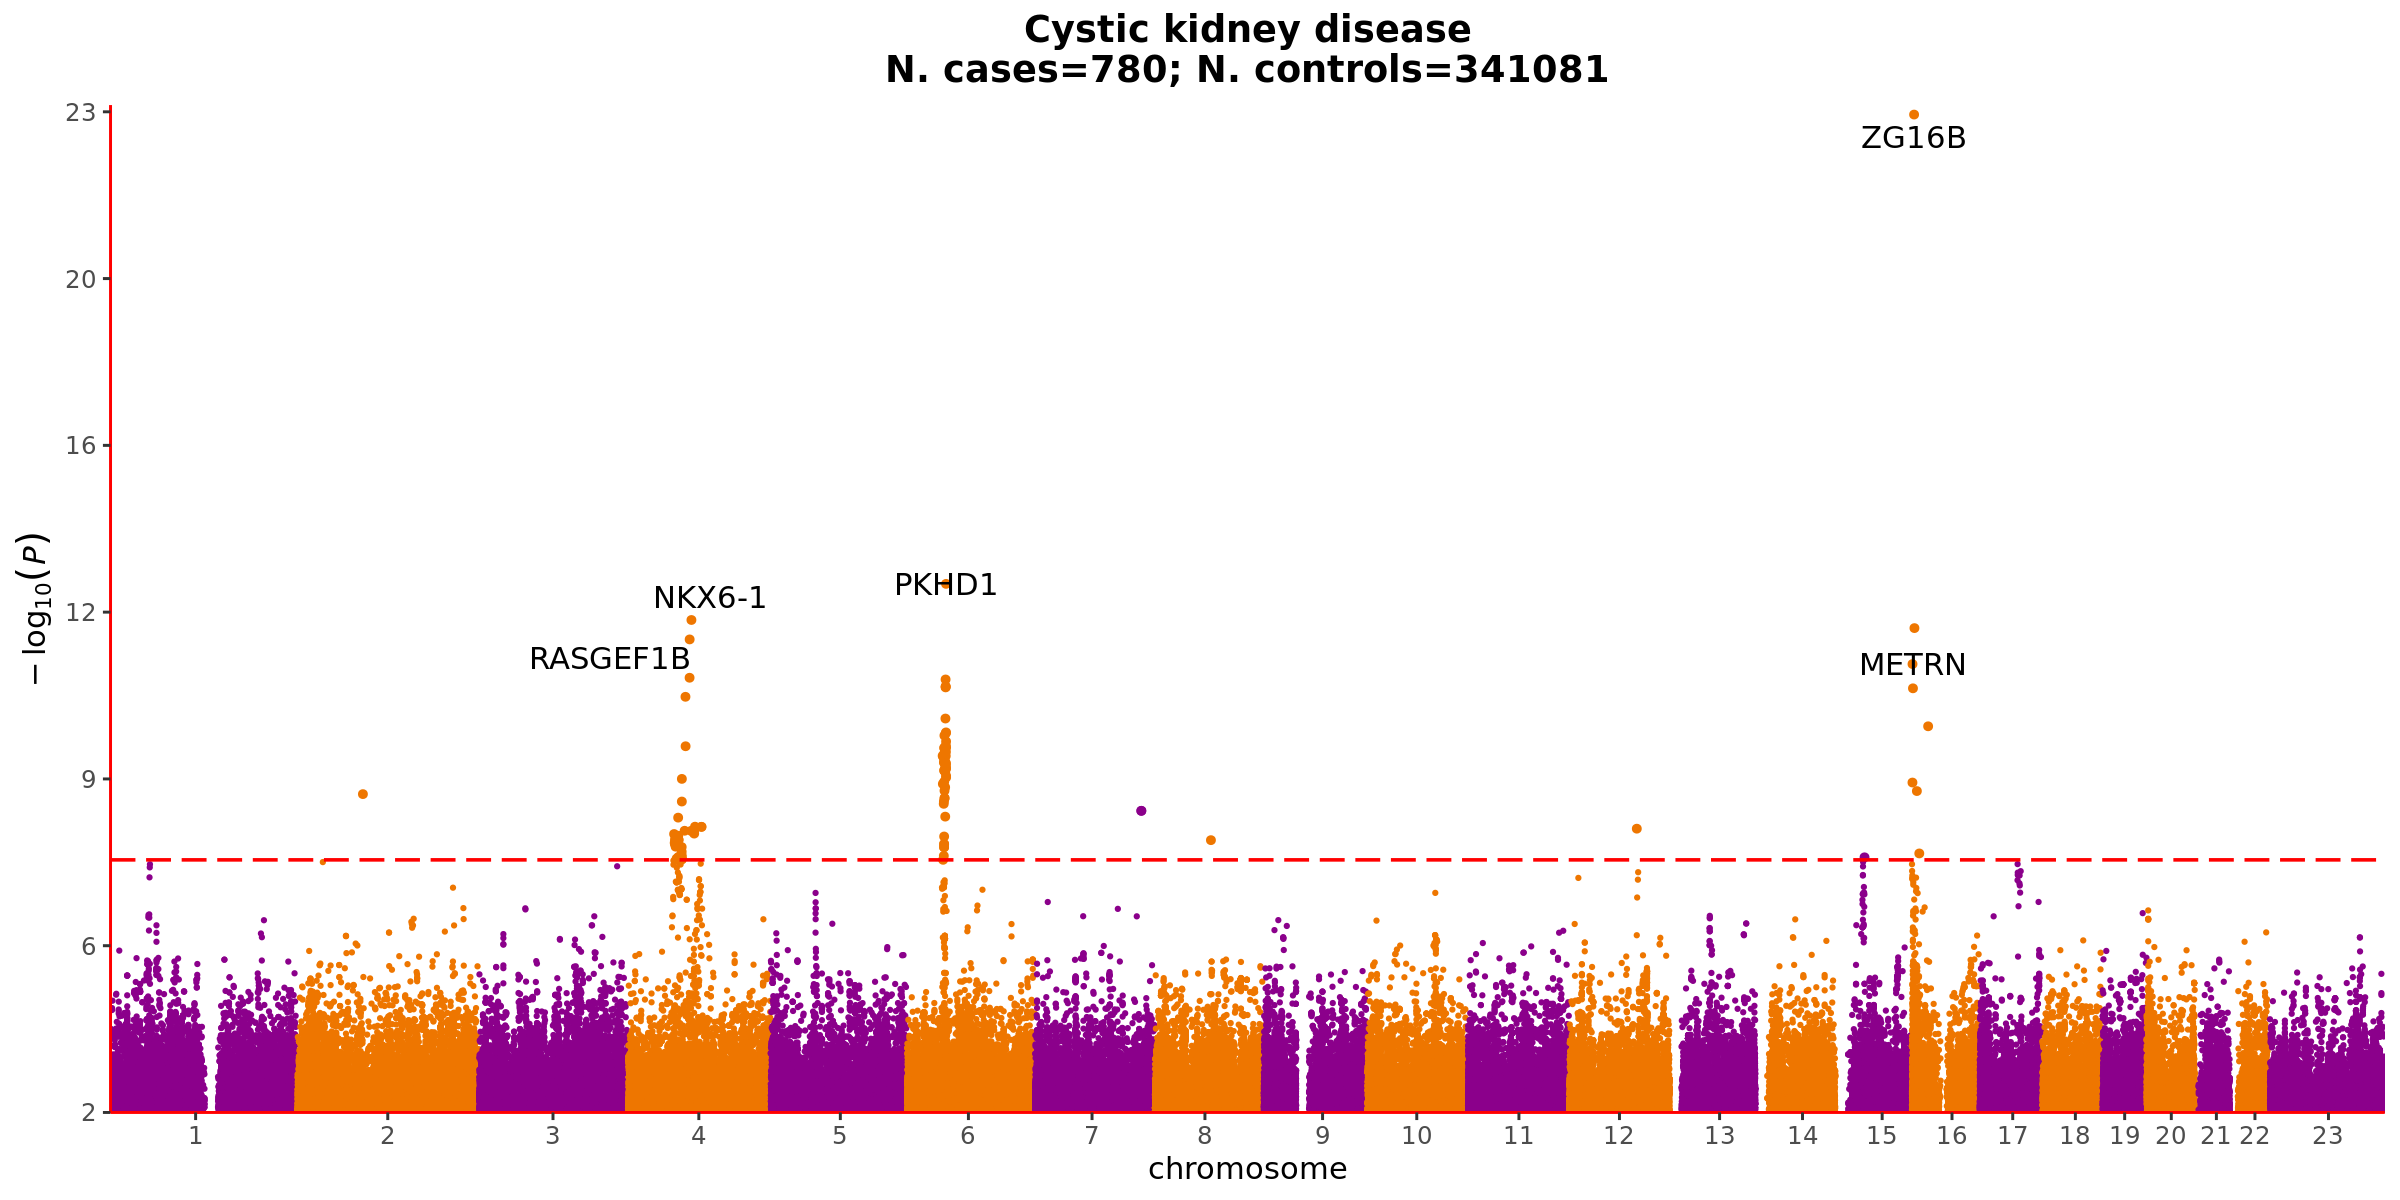 Cystic kidney disease
N. cases=780; N. controls=341081
23
20
16
12
9
6
2
−log10(P)
ZG16B
NKX6-1
PKHD1
RASGEF1B
METRN
1 2 3 4 5 6 7 8 9 10 11 12 13 14 15 16 17 18 19 20 21 22 23
chromosome